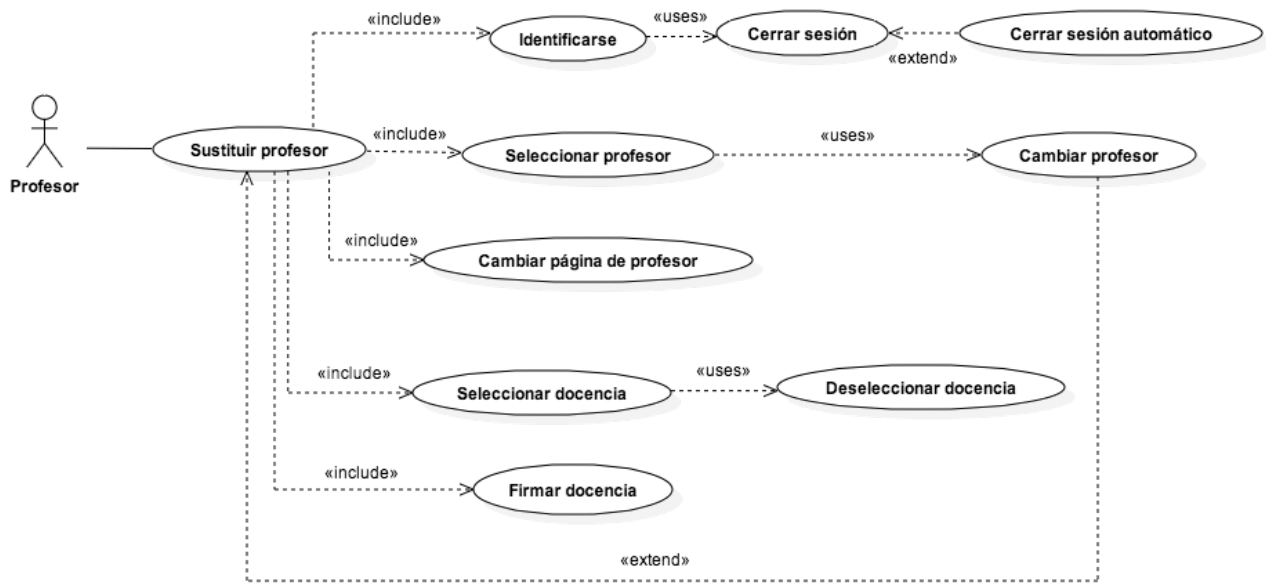 «include»
Identificarse
«uses»
Cerrar sesión
«extend»
Cerrar sesión automático
Profesor
Sustituir profesor
«include»
Seleccionar profesor
«uses»
Cambiar profesor
«include»
Cambiar página de profesor
«include»
Seleccionar docencia
«uses»
Deseleccionar docencia
«include»
Firmar docencia
«extend»